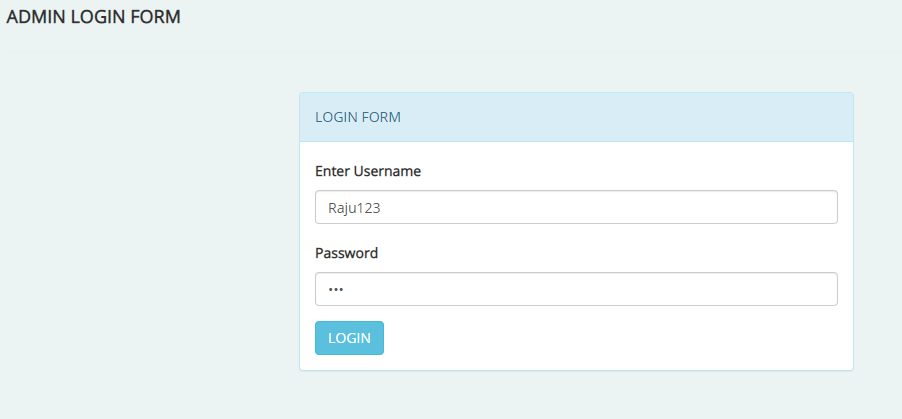 ADMIN LOGIN FORM
LOGIN FORM
Enter Username
Raju123
Password
•••
LOGIN